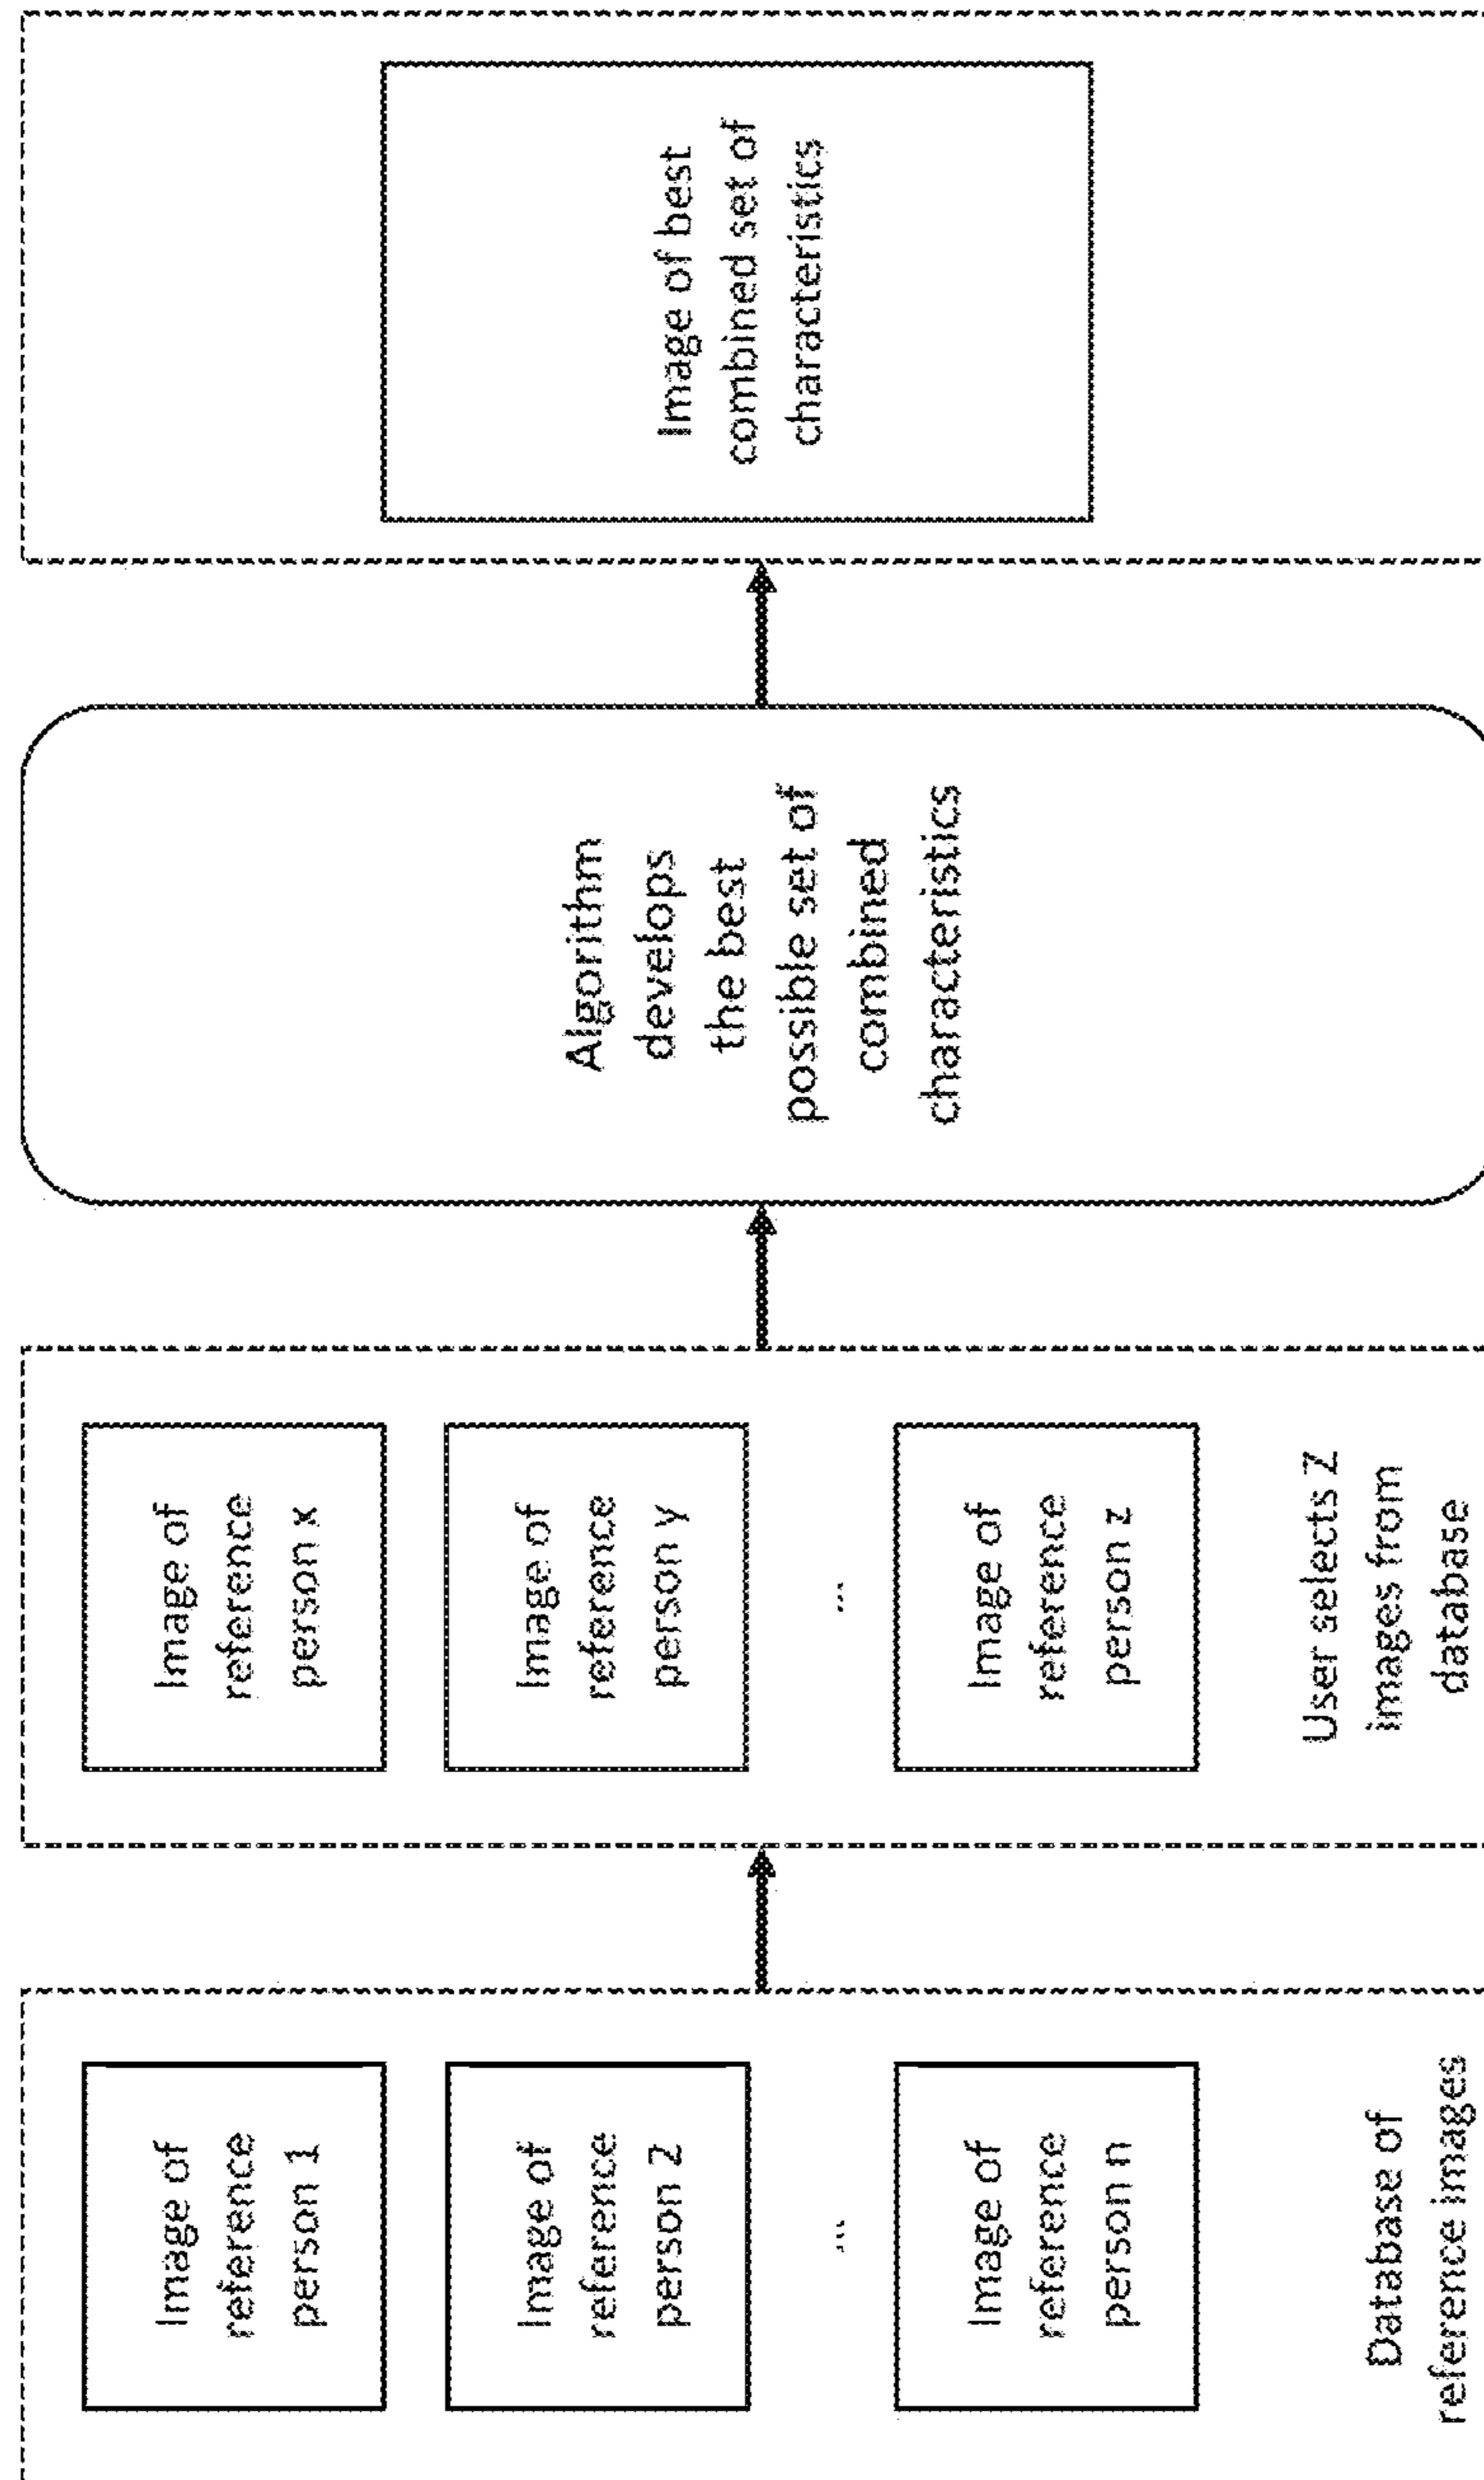 Image of
reference
person 1
Image of
reference
person 2
...
Image of
reference
person n
Database of
reference images
Image of
reference
person x
Image of
reference
person y
...
Image of
reference
person z
User selects Z
images from
database
Algorithm
develops
the best
possible set of
combined
characteristics
Image of best
combined set of
characteristics